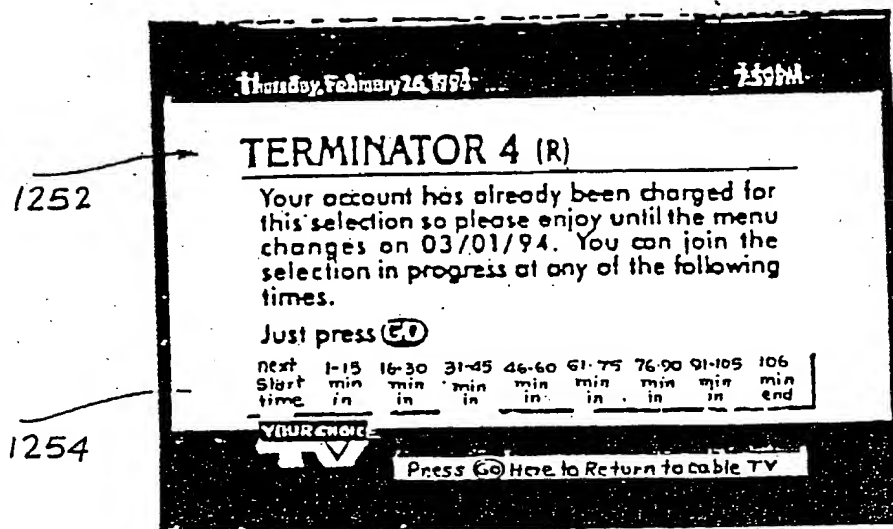 Thursday, February 26, 1994
TERMINATOR 4 (R)
1252
Your account has already been charged for
this selection so please enjoy until the menu
changes on 03/01/94. You can join the
selection in progress at any of the following
times.
Just press GO
next 1-15 16-30 31-45 46-60 61-75 76-90 91-105 106
start min min min min min min min min
time in in in in in in in end
1254
YOUR CHOICE
TV
Press GO Here to Return to cable TV